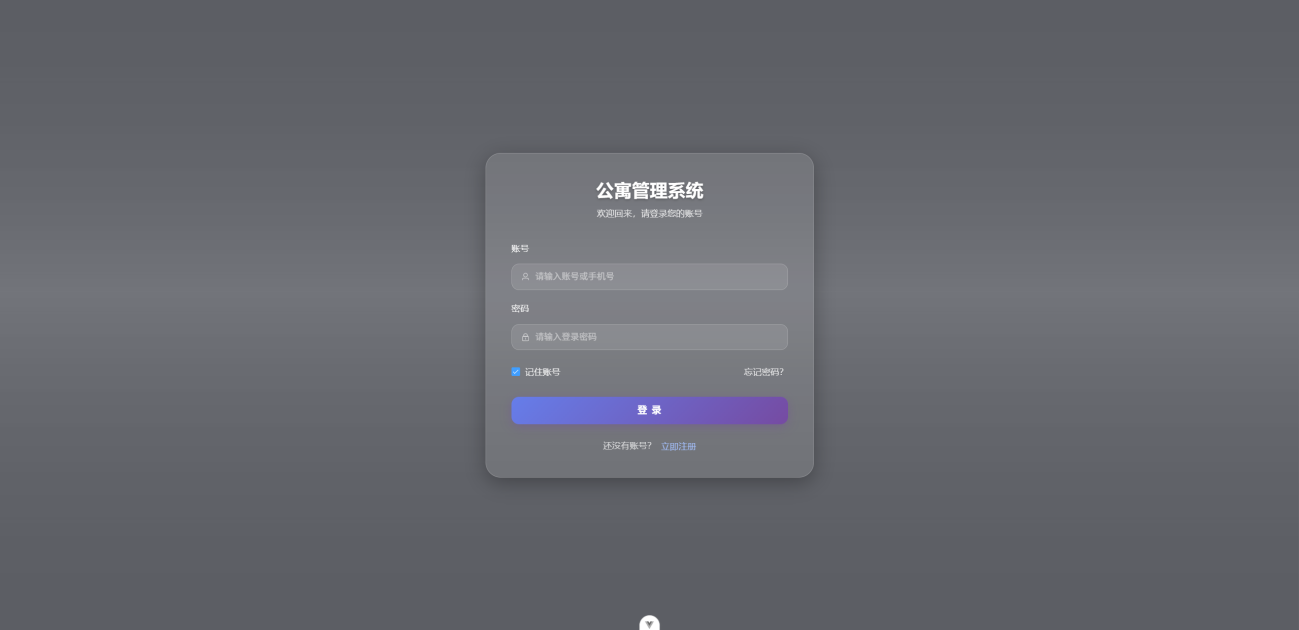 公寓管理系统
欢迎回来，请登录您的账号
账号
请输入账号或手机号
密码
请输入登录密码
记住账号 忘记密码?
登 录
还没有账号? 立即注册